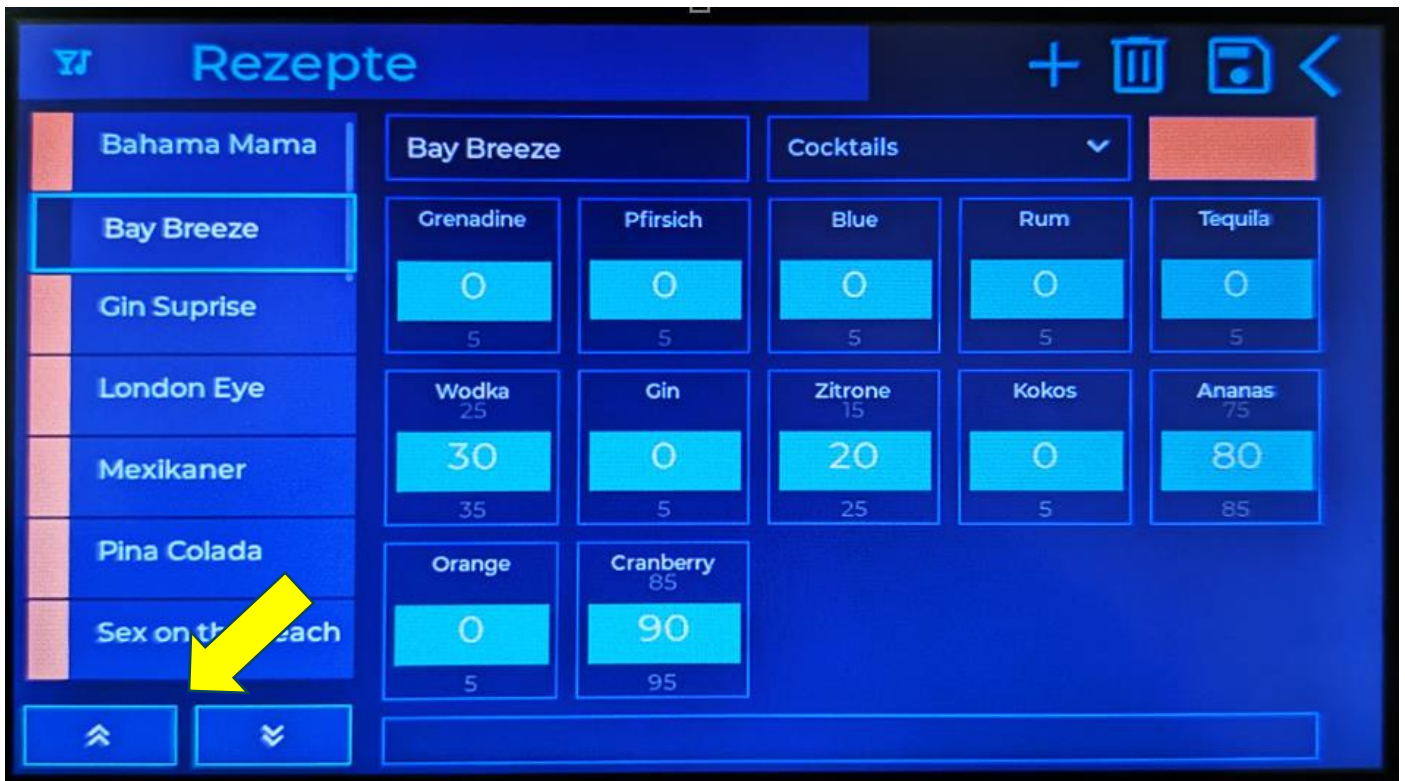 Rezepte
Bahama Mama
Bay Breeze
Gin Suprise
London Eye
Mexikaner
Pina Colada
Sex on
Bay Breeze
Cocktails
Grenadine
0
5
Pfirsich
0
5
Blue
0
5
Rum
0
5
Tequila
0
5
Wodka
25
30
35
Gin
0
5
Zitrone
15
20
25
Kokos
0
5
Ananas
75
80
85
Orange
0
5
Cranberry
85
90
95